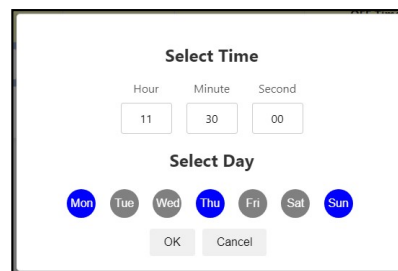 Select Time
Hour Minute Second
11 30 00
Select Day
Mon Tue Wed Thu Fri Sat Sun
OK Cancel